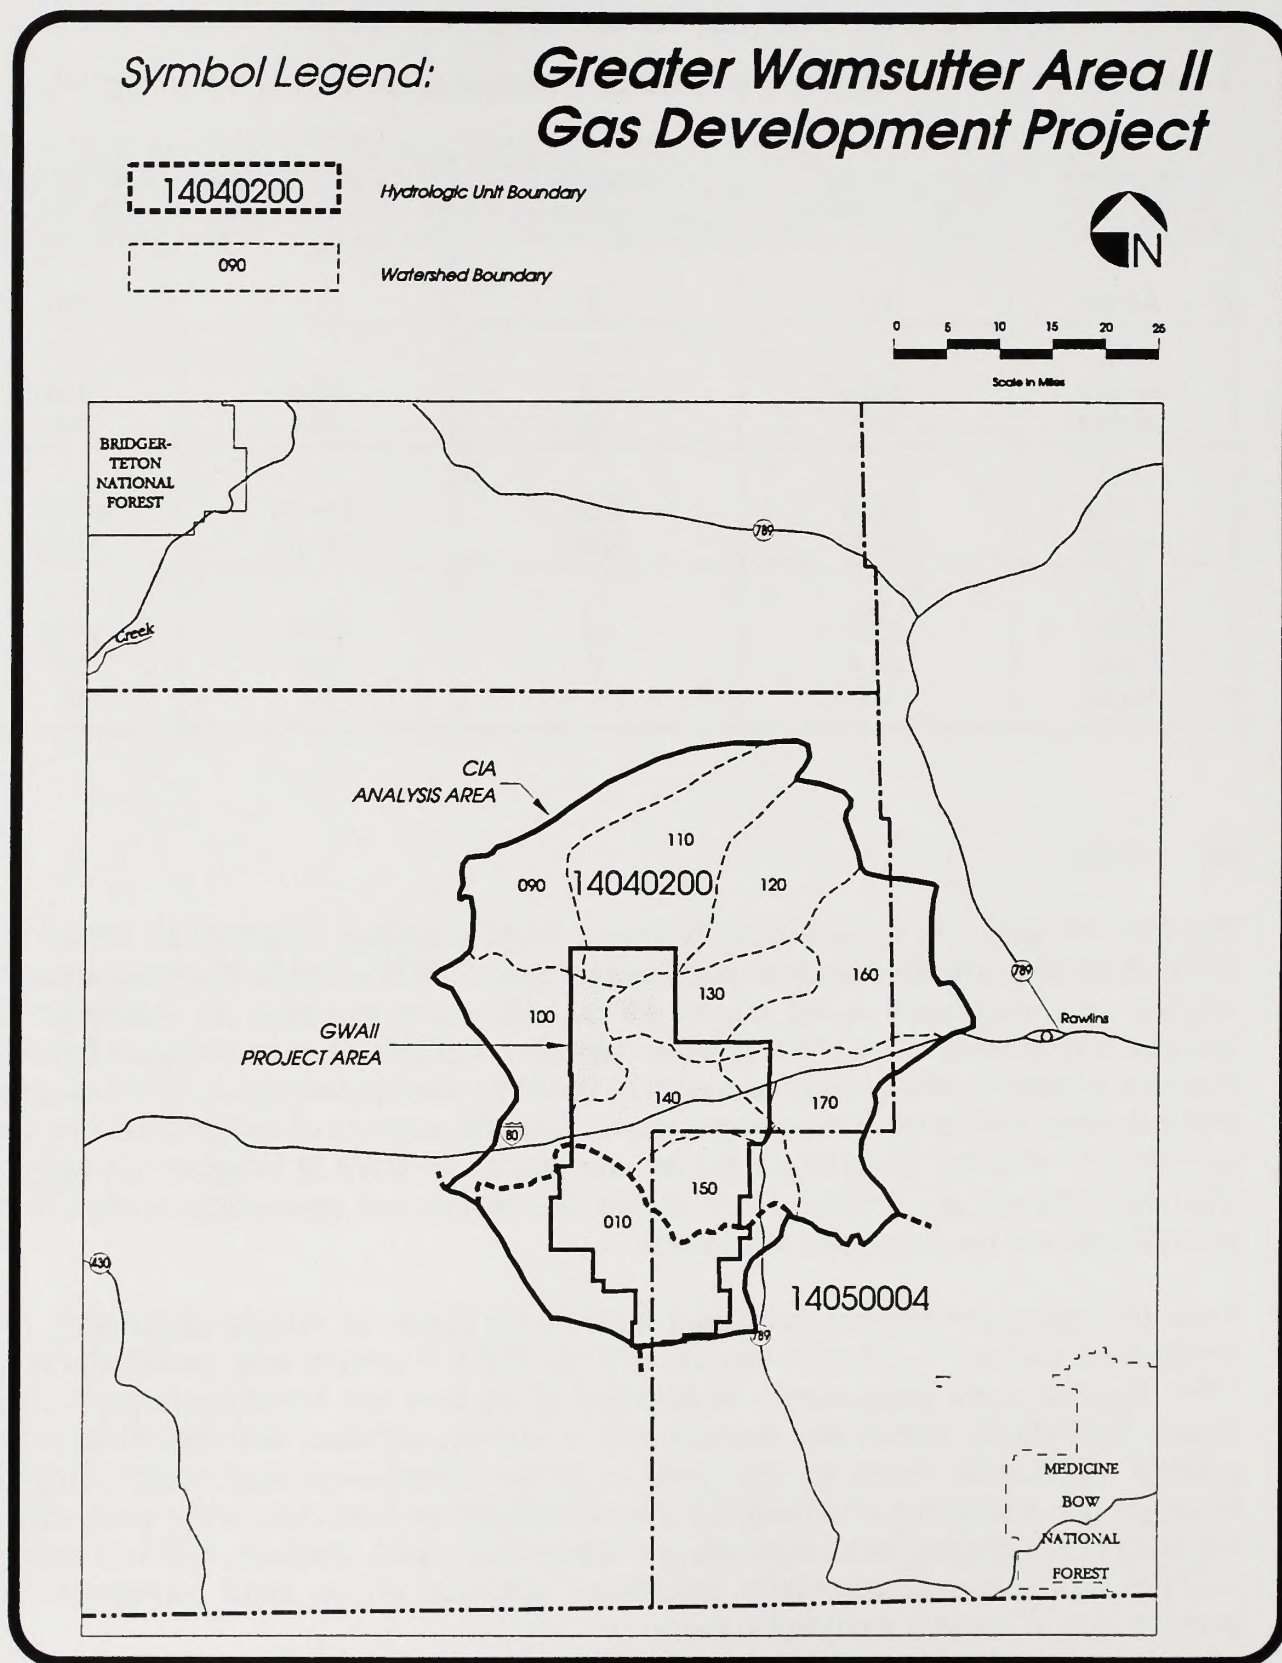 Symbol Legend:
Greater Wamsutter Area II
Gas Development Project
14040200
Hydrologic Unit Boundary
090
Watershed Boundary
N
0 5 10 15 20 25
Scale in Miles
BRIDGER-
TETON
NATIONAL
FOREST
789
Creek
CIA
ANALYSIS AREA
110
090
14040200
120
160
789
130
100
Rawlins
GWAII
PROJECT AREA
140
170
80
150
010
430
14050004
789
MEDICINE
BOW
NATIONAL
FOREST